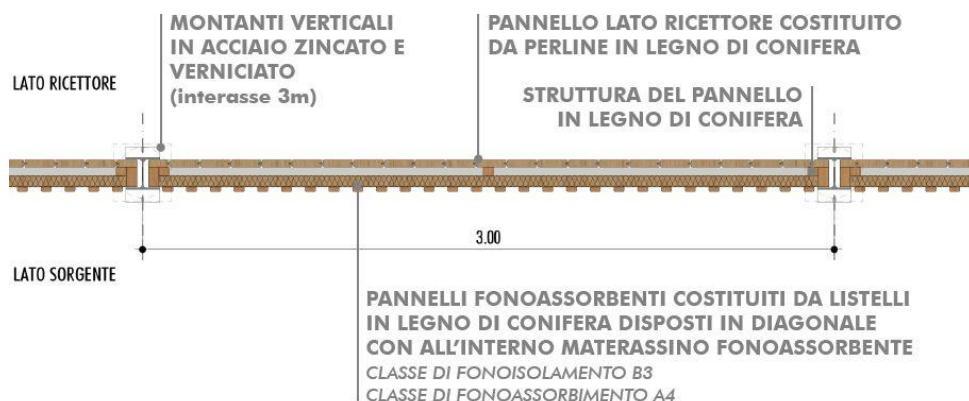 MONTANTI VERTICALI
IN ACCIAIO ZINCATO E
VERNICIATO
(interasse 3m)
PANNELLO LATO RICETTORE COSTITUITO
DA PERLINE IN LEGNO DI CONIFERA
LATO RICETTORE
STRUTTURA DEL PANNELLO
IN LEGNO DI CONIFERA
3.00
LATO SORGENTE
PANNELLI FONOASSORBENTI COSTITUITI DA LISTELLI
IN LEGNO DI CONIFERA DISPOSTI IN DIAGONALE
CON ALL'INTERNO MATERASSINO FONOASSORBENTE
CLASSE DI FONOISOLAMENTO B3
CLASSE DI FONOASSORBIMENTO A4